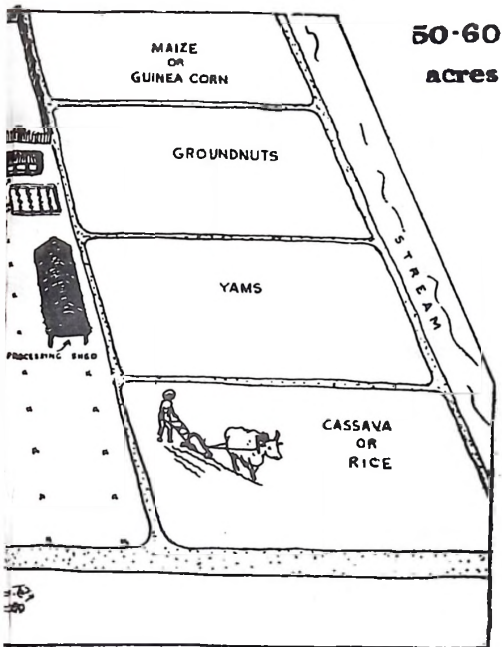 50-60
acres
MAIZE
OR
GUINEA CORN
GROUNDNUTS
STREAM
YAMS
PROCESSING SHED
CASSAVA
OR
RICE